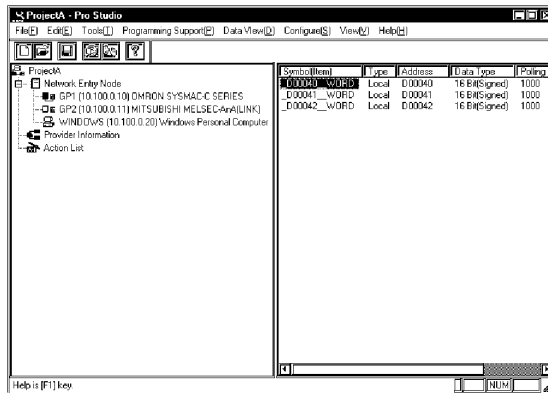 ProjectA - Pro Studio
File(F) Edit(E) Tools(T) Programming Support(P) Data View(D) Configure(S) View(V) Help(H)
ProjectA
Network Entry Node
GP1 (10.100.0.10) OMRON SYSMAC-C SERIES
GP2 (10.100.0.11) MITSUBISHI MELSEC-AnA(LINK)
WINDOWS (10.100.0.20) Windows Personal Computer
Provider Information
Action List
Symbol(Item) Type Address Data Type Polling
_D00040__WORD Local D00040 16 Bit(Signed) 1000
_D00041__WORD Local D00041 16 Bit(Signed) 1000
_D00042__WORD Local D00042 16 Bit(Signed) 1000
Help is [F1] key. NUM